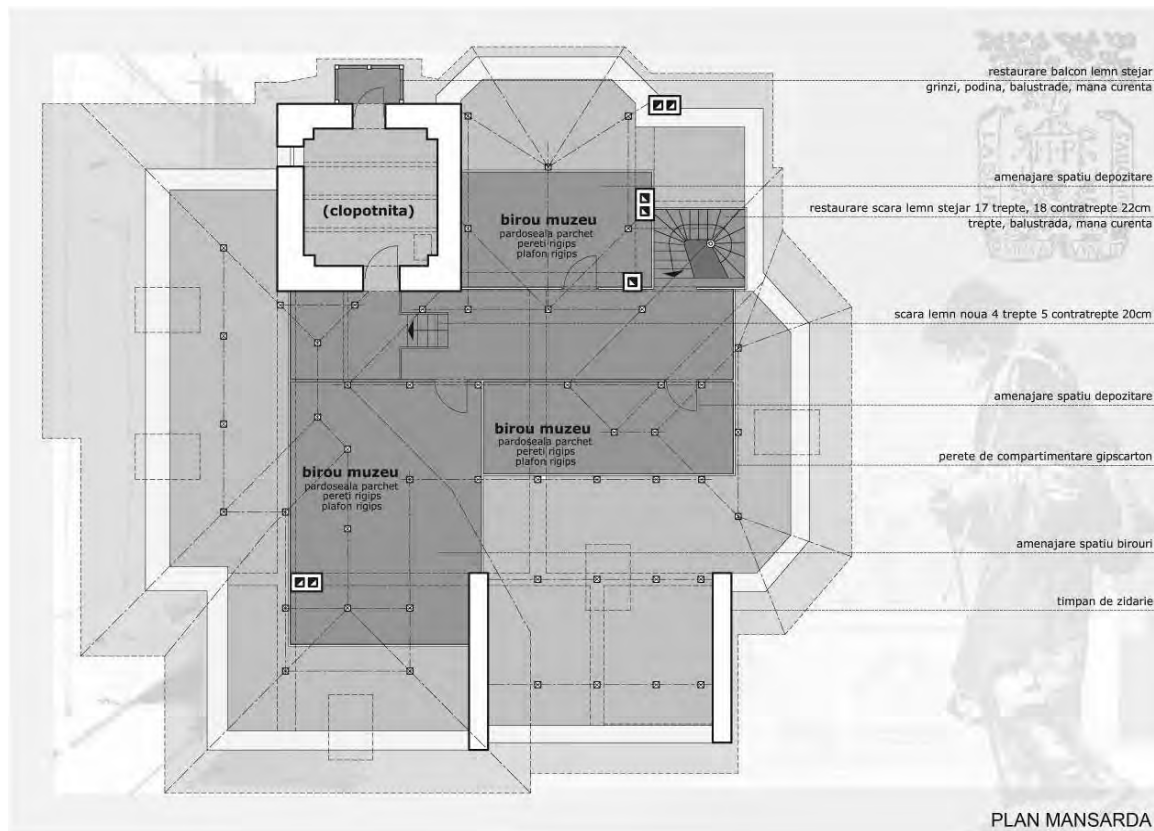 restaurare balcon lemn stejar
grinzi, podina, balustrade, mana curenta
amenajare spatiu depozitare
restaurare scara lemn stejar 17 trepte, 18 contratrepte 22cm
trepte, balustrada, mana curenta
(clopotnita)
birou muzeu
pardoseala parchet
pereti rigips
plafon rigips
scara lemn noua 4 trepte 5 contratrepte 20cm
amenajare spatiu depozitare
birou muzeu
pardoseala parchet
pereti rigips
plafon rigips
perete de compartimentare gipscarton
birou muzeu
pardoseala parchet
pereti rigips
plafon rigips
amenajare spatiu birouri
timpan de zidarie
PLAN MANSARDA